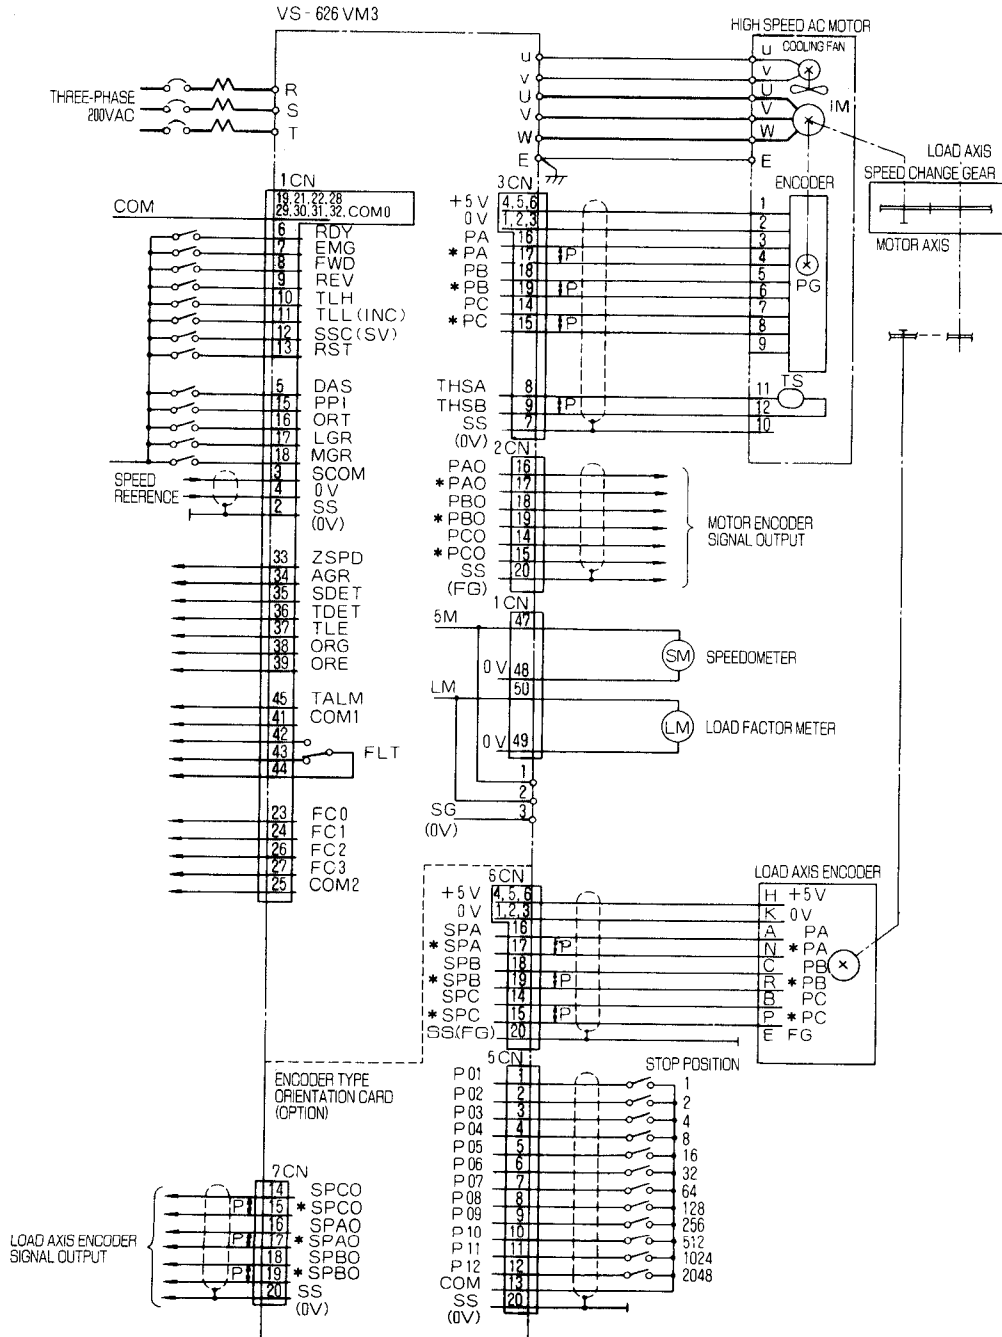 VS-626 VM3
HIGH SPEED AC MOTOR
COOLING FAN
THREE-PHASE
200VAC
R
S
T
u
v
U
V
W
E
u
v
U
V
W
E
IM
LOAD AXIS
SPEED CHANGE GEAR
MOTOR AXIS
1CN
19,21,22,28
29,30,31,32. COM0
COM
6 RDY
7 EMG
8 FWD
9 REV
10 TLH
11 TLL(INC)
12 SSC(SV)
13 RST
5 DAS
15 PPI
16 ORT
17 LGR
18 MGR
3 SCOM
4 0V
2 SS
(0V)
SPEED
REERENCE
33 ZSPD
34 AGR
35 SDET
36 TDET
37 TLE
38 ORG
39 ORE
45 TALM
41 COM1
42
43
44
FLT
23 FC0
24 FC1
26 FC2
27 FC3
25 COM2
3CN
+5V 4,5,6
0V 1,2,3
PA 16
*PA 17 P
PB 18
*PB 19 P
PC 14
*PC 15 P
THSA 8
THSB 9 P
SS 7
(0V)
ENCODER
1
2
3
4
5
6
7
8
9
PG
TS
11
12
10
2CN
PAO 16
*PAO 17
PBO 18
*PBO 19
PCO 14
*PCO 15
SS 20
(FG)
MOTOR ENCODER
SIGNAL OUTPUT
1CN
5M 47
0V 48
LM 50
0V 49
SM SPEEDOMETER
LM LOAD FACTOR METER
1
2
SG 3
(0V)
6CN
+5V 4,5,6
0V 1,2,3
SPA 16
*SPA 17 P
SPB 18
*SPB 19 P
SPC 14
*SPC 15 P
SS(FG) 20
LOAD AXIS ENCODER
H +5V
K 0V
A PA
N *PA
C PB
R *PB
B PC
P *PC
E FG
ENCODER TYPE
ORIENTATION CARD
(OPTION)
5CN
STOP POSITION
P01 1 1
P02 2 2
P03 3 4
P04 4 8
P05 5 16
P06 6 32
P07 7 64
P08 8 128
P09 9 256
P10 10 512
P11 11 1024
P12 12 2048
COM 13
SS 20
(0V)
7CN
14 SPCO
P 15 *SPCO
16 SPAO
P 17 *SPAO
18 SPBO
P 19 *SPBO
20 SS
(0V)
LOAD AXIS ENCODER
SIGNAL OUTPUT